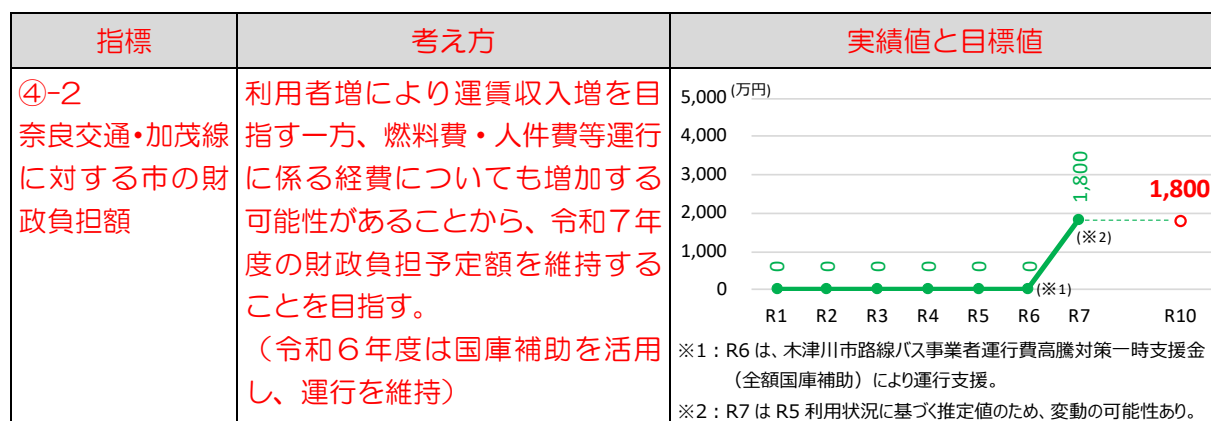 指標
考え方
実績値と目標値
④-2
奈良交通・加茂線
に対する市の財
政負担額
利用者増により運賃収入増を目
指す一方、燃料費・人件費等運行
に係る経費についても増加する
可能性があることから、令和７年
度の財政負担予定額を維持する
ことを目指す。
（令和６年度は国庫補助を活用
し、運行を維持）
5,000 (万円)
4,000
3,000
2,000
1,000
0
0 0 0 0 0 0 1,800 1,800
(※1)
(※2)
R1 R2 R3 R4 R5 R6 R7 R10
※1：R6 は、木津川市路線バス事業者運行費高騰対策一時支援金
（全額国庫補助）により運行支援。
※2：R7 は R5 利用状況に基づく推定値のため、変動の可能性あり。